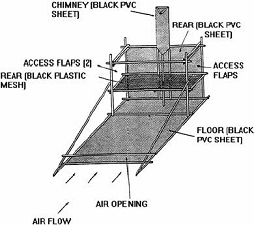 CHIMNEY (BLACK PVC
SHEET)
REAR (BLACK PVC
SHEET)
ACCESS FLAPS (2)
REAR (BLACK PLASTIC
MESH)
ACCESS
FLAPS
FLOOR (BLACK
PVC SHEET)
AIR OPENING
AIR FLOW